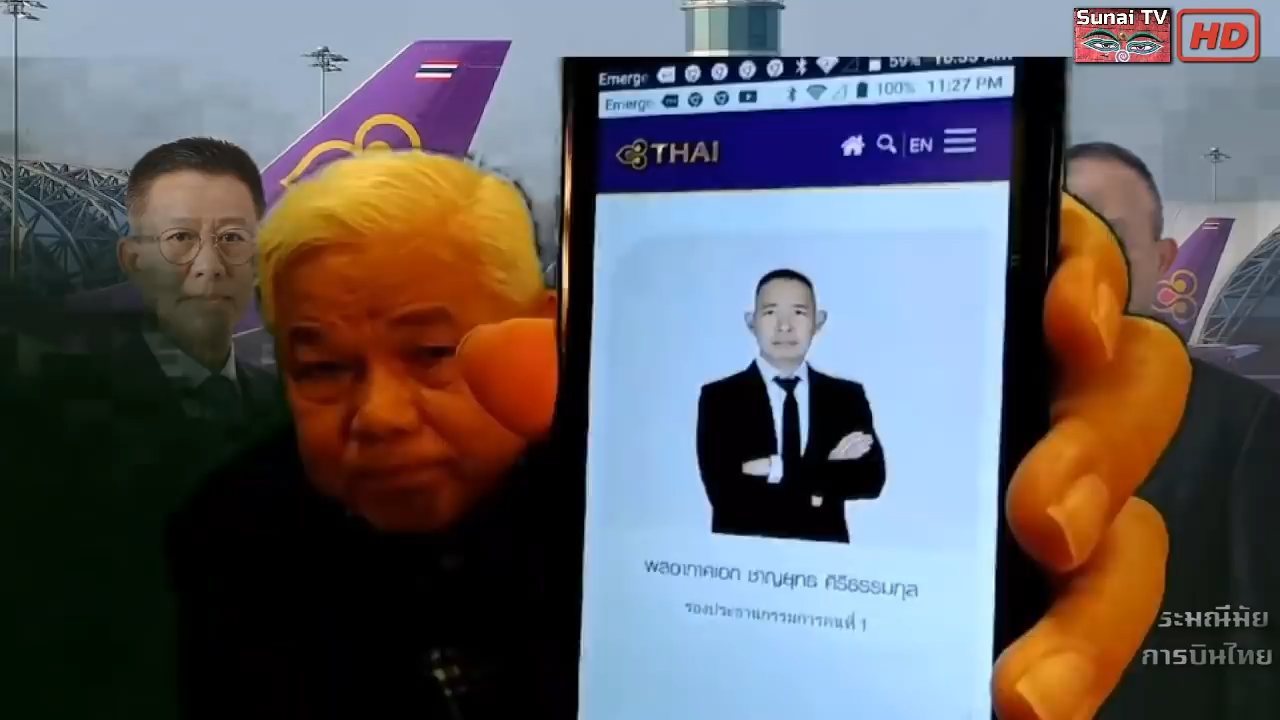 Sunai TV
HD
Emerge 59% 10:33 AM
Emerge 100% 11:27 PM
THAI EN
พลอากาศเอก ชาญยุทธ ศิริธรรมกุล
รองประธานกรรมการคนที่ 1
ระมณีมัย
การบินไทย